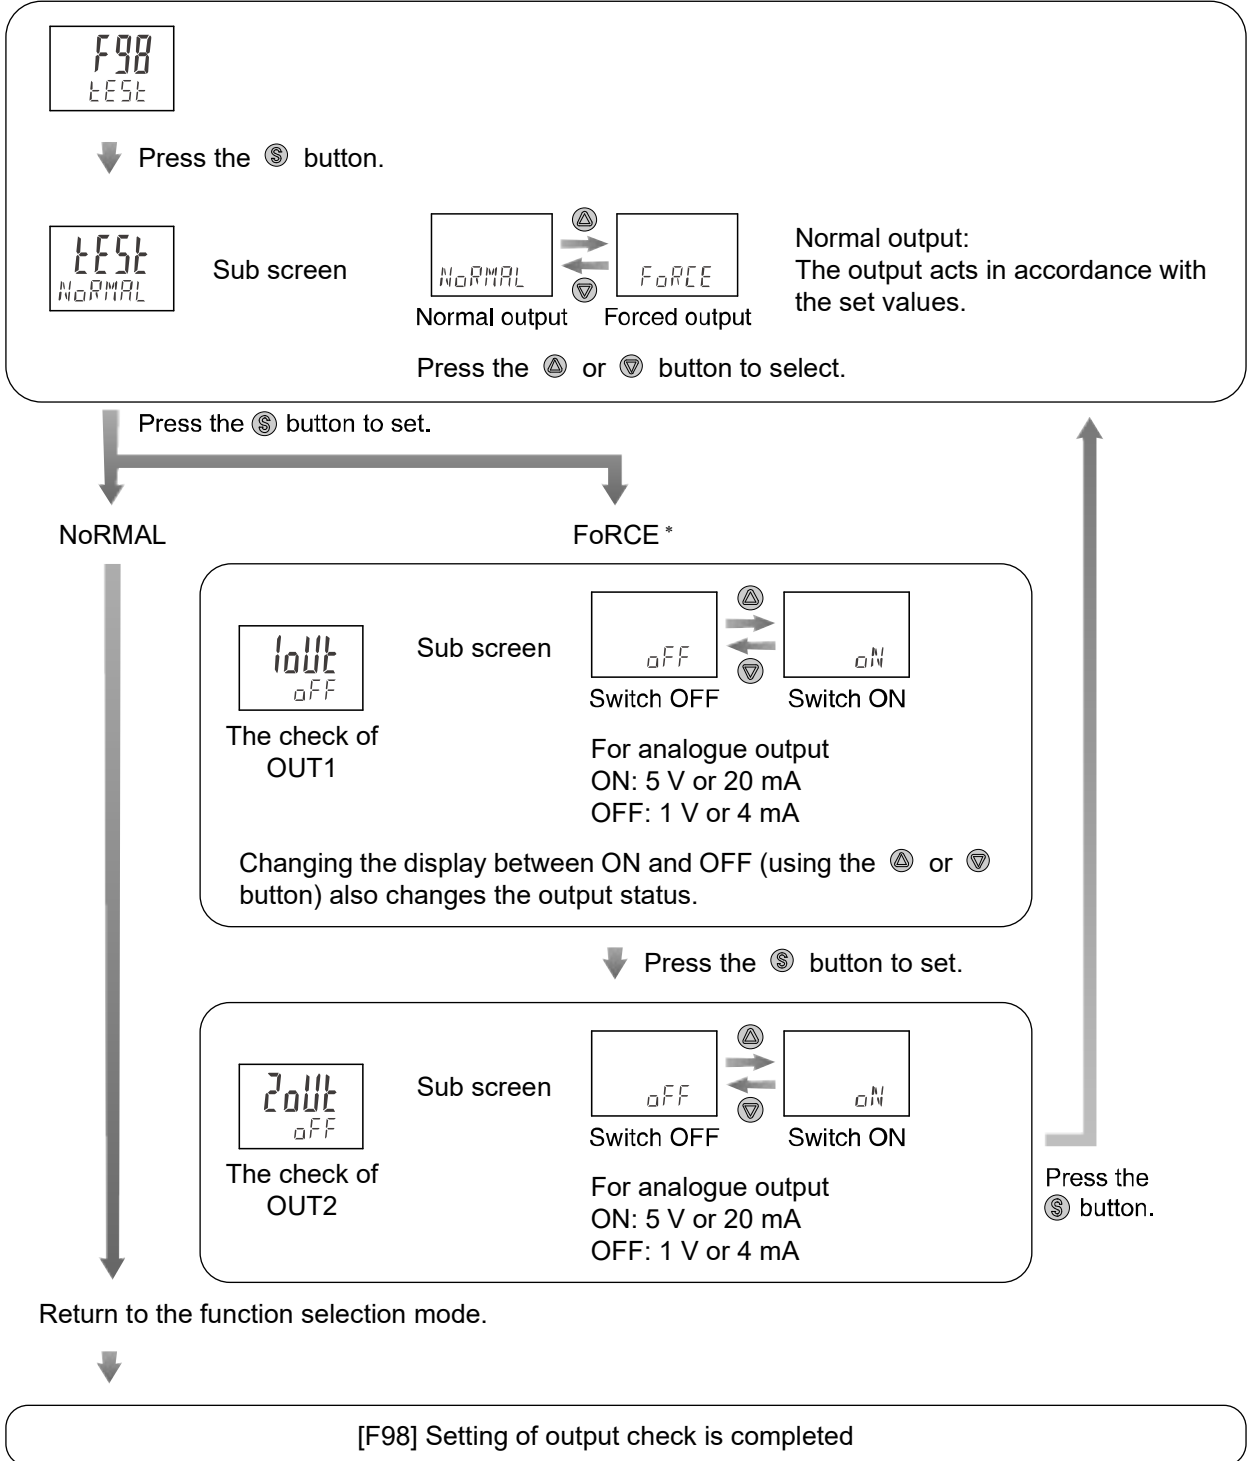 F98
tESt
Press the Ⓢ button.
tESt
NoRMAL
Sub screen
NoRMAL
FoRCE
Normal output
Forced output
Normal output:
The output acts in accordance with
the set values.
Press the △ or ▽ button to select.
Press the Ⓢ button to set.
NoRMAL
FoRCE *
1oUt
oFF
The check of
OUT1
Sub screen
oFF
oN
Switch OFF
Switch ON
For analogue output
ON: 5 V or 20 mA
OFF: 1 V or 4 mA
Changing the display between ON and OFF (using the △ or ▽
button) also changes the output status.
Press the Ⓢ button to set.
2oUt
oFF
The check of
OUT2
Sub screen
oFF
oN
Switch OFF
Switch ON
For analogue output
ON: 5 V or 20 mA
OFF: 1 V or 4 mA
Press the
Ⓢ button.
Return to the function selection mode.
[F98] Setting of output check is completed